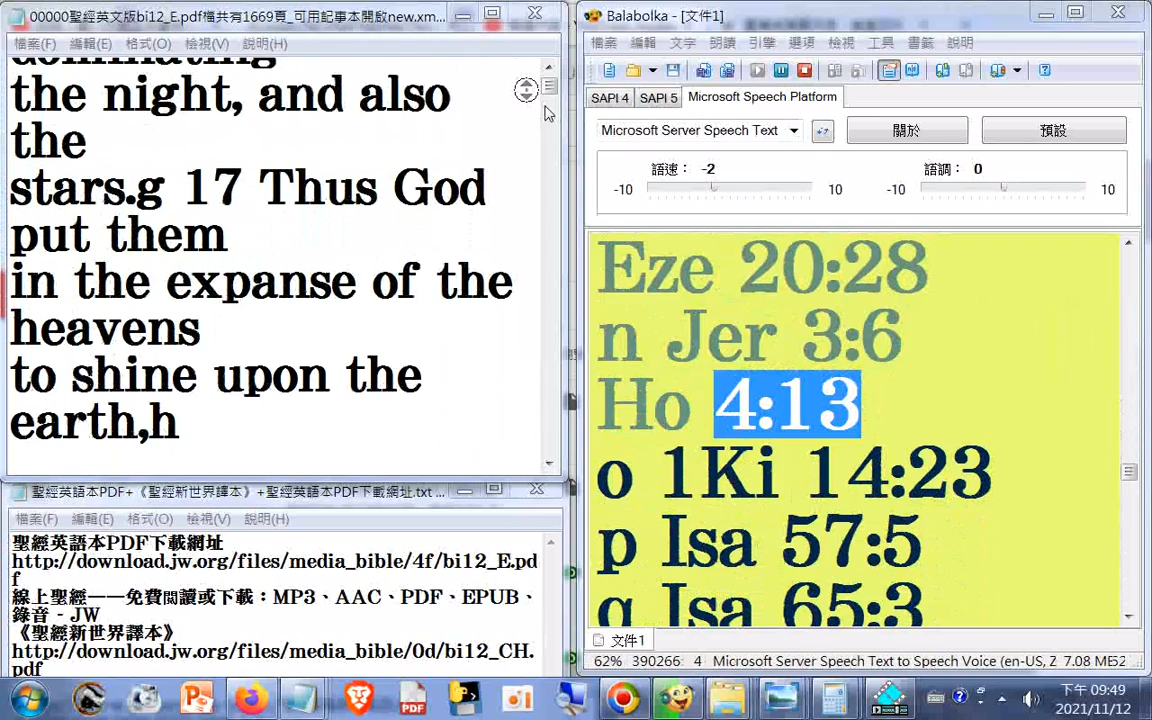 00000聖經英文版bi12_E.pdf檔共有1669頁_可用記事本開啟new.xm...
檔案(F) 編輯(E) 格式(O) 檢視(V) 說明(H)
dominating
the night, and also
the
stars.g 17 Thus God
put them
in the expanse of the
heavens
to shine upon the
earth,h
聖經英語本PDF+《聖經新世界譯本》+聖經英語本PDF下載網址.txt ...
檔案(F) 編輯(E) 格式(O) 檢視(V) 說明(H)
聖經英語本PDF下載網址
http://download.jw.org/files/media_bible/4f/bi12_E.pd
f
線上聖經──免費閱讀或下載：MP3、AAC、PDF、EPUB、
錄音 - JW
《聖經新世界譯本》
http://download.jw.org/files/media_bible/0d/bi12_CH.
pdf
Balabolka - [文件1]
檔案 編輯 文字 朗讀 引擎 選項 檢視 工具 書籤 說明
SAPI 4 SAPI 5 Microsoft Speech Platform
Microsoft Server Speech Text 關於 預設
語速： -2 語調： 0
-10 10 -10 10
Eze 20:28
n Jer 3:6
Ho 4:13
o 1Ki 14:23
p Isa 57:5
q Isa 65:3
文件1
62% 390266: 4 Microsoft Server Speech Text to Speech Voice (en-US, Z 7.08 ME52
PDF
下午 09:49
2021/11/12